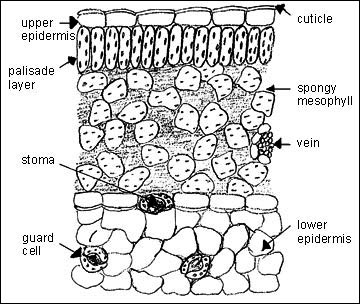 upper
epidermis
cuticle
palisade
layer
spongy
mesophyll
vein
stoma
guard
cell
lower
epidermis